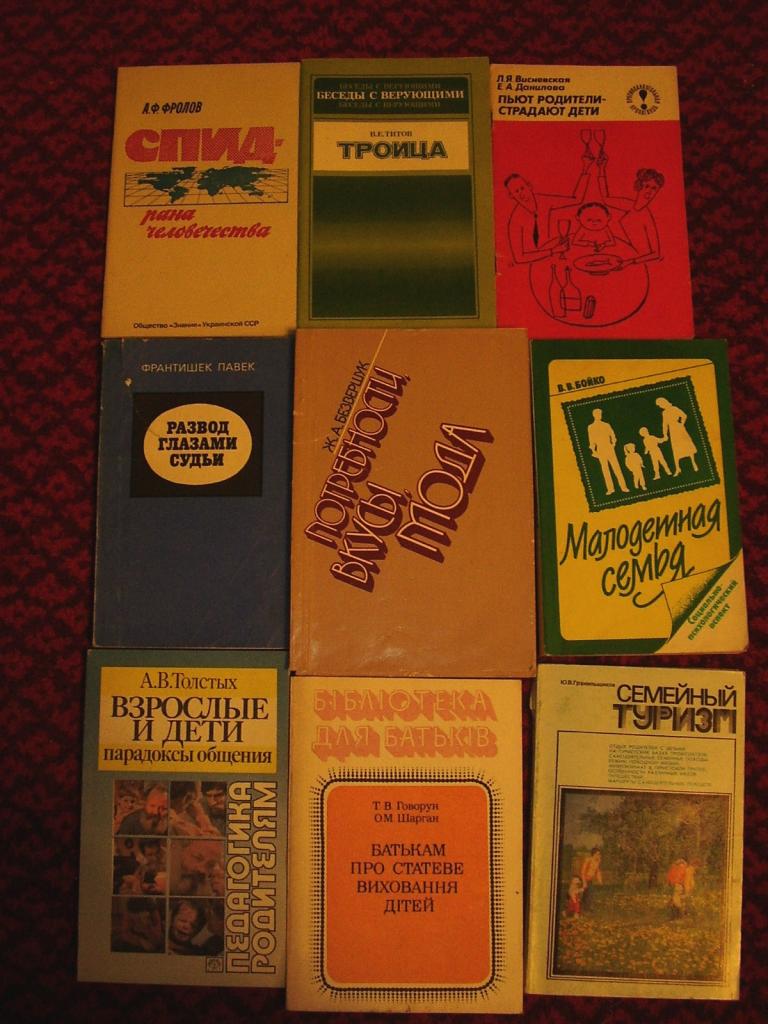 А.Ф ФРОЛОВ
СПИД-
рана
человечества
Общество «Знание» Украинской ССР
БЕСЕДЫ С ВЕРУЮЩИМИ
БЕСЕДЫ С ВЕРУЮЩИМИ
БЕСЕДЫ С ВЕРУЮЩИМИ
В.Е.ТИТОВ
ТРОИЦА
Л.Я Висневская
Е.А.Данилова
ПЬЮТ РОДИТЕЛИ-
СТРАДАЮТ ДЕТИ
ФРАНТИШЕК ПАВЕК
РАЗВОД
ГЛАЗАМИ
СУДЬИ
Ж.А.БЕЗВЕРШУК
ПОТРЕБНОСТИ,
ВКУСЫ,
МОДА
В.В.БОЙКО
Малодетная
семья
Социально-
психологический
аспект
А.В.Толстых
ВЗРОСЛЫЕ
И ДЕТИ
парадоксы общения
ПЕДАГОГИКА
РОДИТЕЛЯМ
БІБЛІОТЕКА
ДЛЯ БАТЬКІВ
Т.В.Говорун
О.М.Шарган
БАТЬКАМ
ПРО СТАТЕВЕ
ВИХОВАННЯ
ДІТЕЙ
СЕМЕЙНЫЙ
ТУРИЗМ